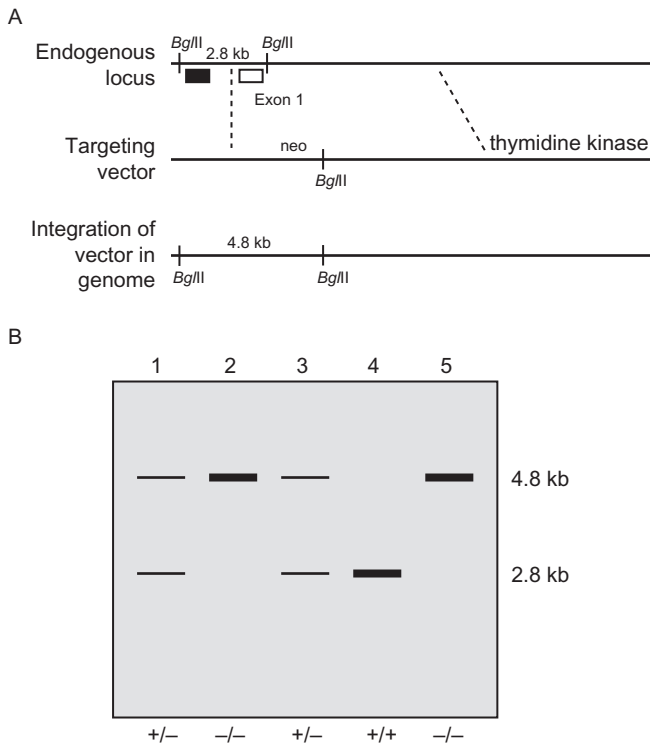 A
BglII BglII
2.8 kb
Endogenous
locus
Exon 1
neo
thymidine kinase
Targeting
vector
BglII
Integration of
vector in
genome
4.8 kb
BglII BglII
B
1 2 3 4 5
4.8 kb
2.8 kb
+/– –/– +/– +/+ –/–